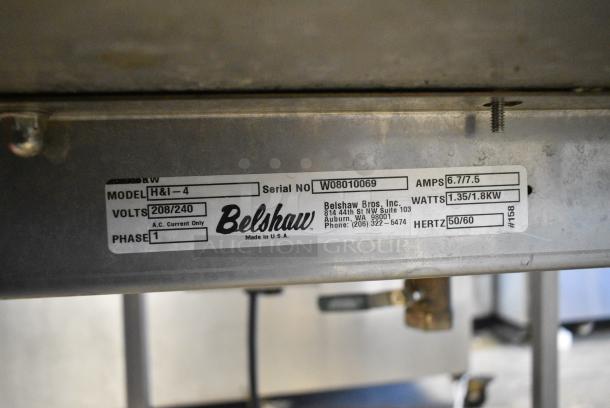 MODEL H&I-4 Serial NO W08010069 AMPS 6.7/7.5
VOLTS 208/240 Belshaw Belshaw Bros, Inc. WATTS 1.35/1.8KW
814 44th St NW Suite 103
A.C. Current Only Auburn, WA 98001
PHASE 1 Made in U.S.A. Phone: (206) 322-5474 HERTZ 50/60
#158
AUCTION GROUP